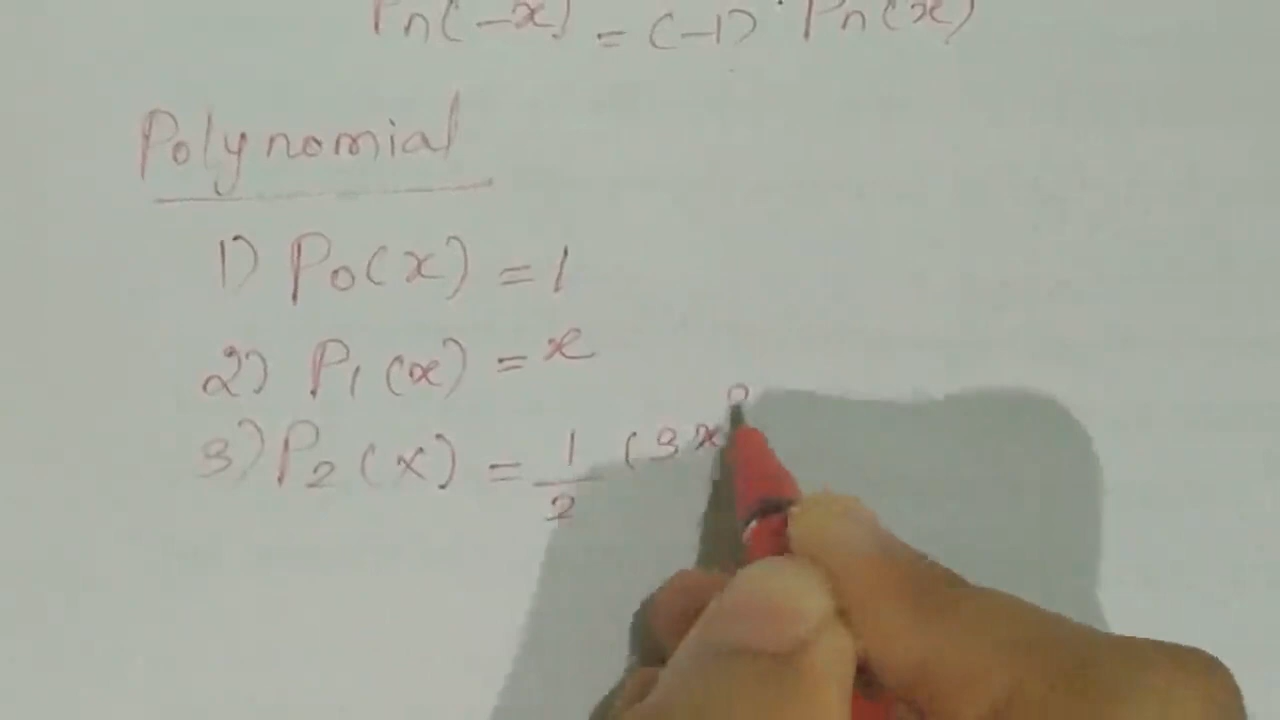 Pn(-x) = (-1) Pn(x)
Polynomial
1) P₀(x) = 1
2) P₁(x) = x
3) P₂(x) = 1/2 (3x²